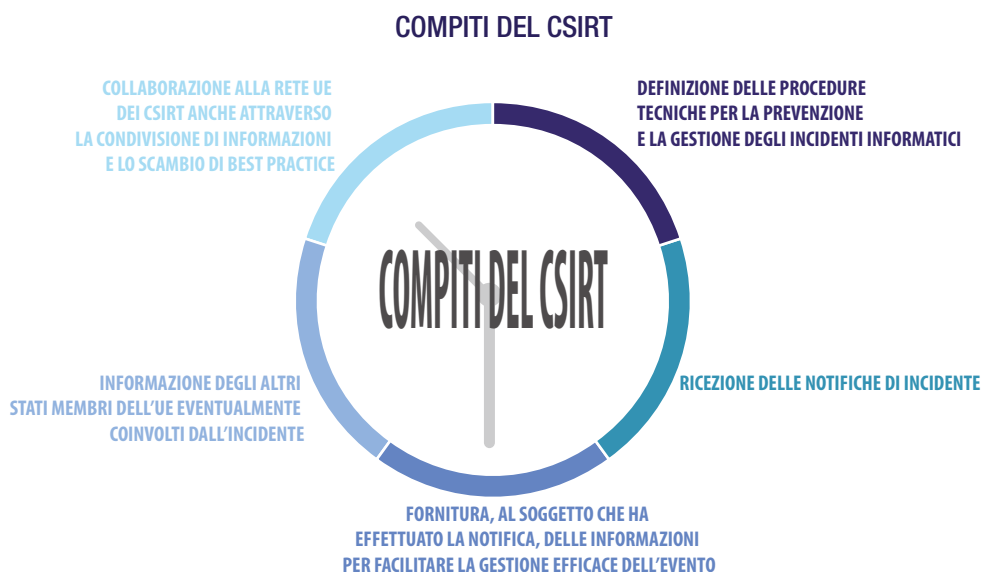 COMPITI DEL CSIRT
DEFINIZIONE DELLE PROCEDURE
TECNICHE PER LA PREVENZIONE
E LA GESTIONE DEGLI INCIDENTI INFORMATICI
RICEZIONE DELLE NOTIFICHE DI INCIDENTE
FORNITURA, AL SOGGETTO CHE HA
EFFETTUATO LA NOTIFICA, DELLE INFORMAZIONI
PER FACILITARE LA GESTIONE EFFICACE DELL'EVENTO
INFORMAZIONE DEGLI ALTRI
STATI MEMBRI DELL'UE EVENTUALMENTE
COINVOLTI DALL'INCIDENTE
COLLABORAZIONE ALLA RETE UE
DEI CSIRT ANCHE ATTRAVERSO
LA CONDIVISIONE DI INFORMAZIONI
E LO SCAMBIO DI BEST PRACTICE
COMPITI DEL CSIRT